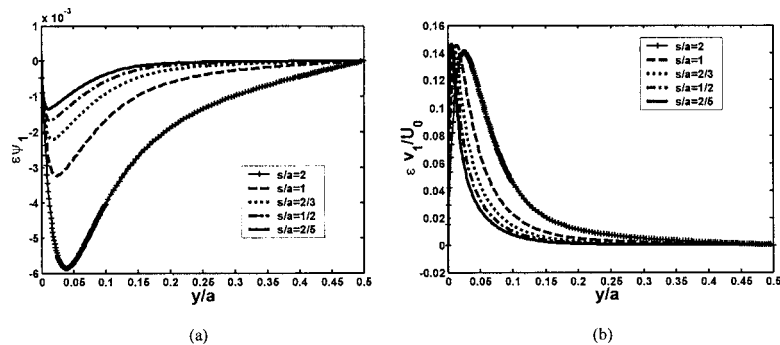 x 10⁻³
0
-1
-2
-3
-4
-5
-6
εψ₁
s/a=2
s/a=1
s/a=2/3
s/a=1/2
s/a=2/5
0 0.05 0.1 0.15 0.2 0.25 0.3 0.35 0.4 0.45 0.5
y/a
(a)
0.16
0.14
0.12
0.1
0.08
0.06
0.04
0.02
0
-0.02
ε v₁/U₀
s/a=2
s/a=1
s/a=2/3
s/a=1/2
s/a=2/5
0 0.05 0.1 0.15 0.2 0.25 0.3 0.35 0.4 0.45 0.5
y/a
(b)